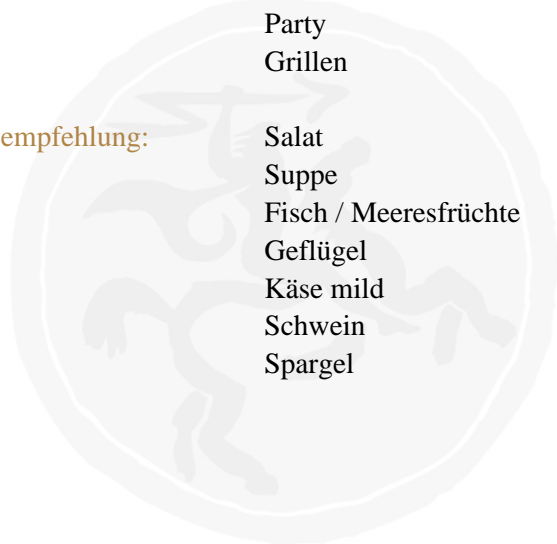 Party
Grillen
empfehlung: Salat
Suppe
Fisch / Meeresfrüchte
Geflügel
Käse mild
Schwein
Spargel